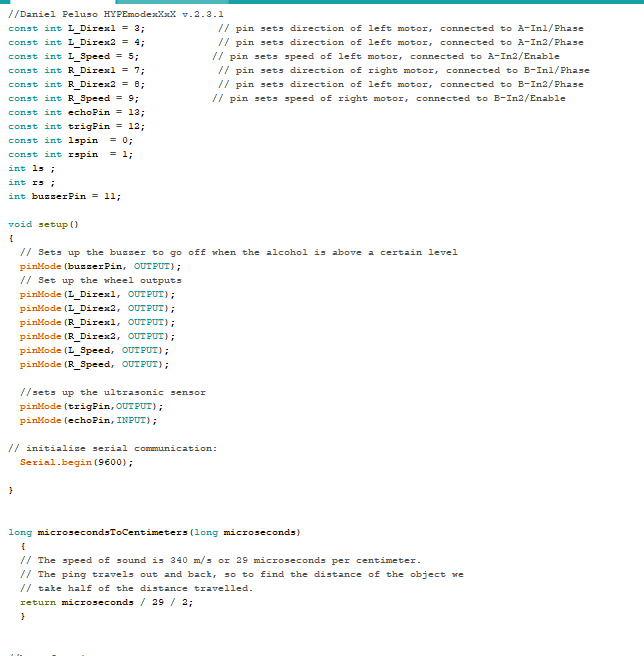 //Daniel Peluso HYPEmodexXxX v.2.3.1
const int L_Direx1 = 3;            // pin sets direction of left motor, connected to A-In1/Phase
const int L_Direx2 = 4;            // pin sets direction of left motor, connected to A-In2/Phase
const int L_Speed = 5;            // pin sets speed of left motor, connected to A-In2/Enable
const int R_Direx1 = 7;            // pin sets direction of right motor, connected to B-In1/Phase
const int R_Direx2 = 8;            // pin sets direction of left motor, connected to B-In2/Phase
const int R_Speed = 9;            // pin sets speed of right motor, connected to B-In2/Enable
const int echoPin = 13;
const int trigPin = 12;
const int lspin  = 0;
const int rspin  = 1;
int ls ;
int rs ;
int buzzerPin = 11;
void setup()
{
// Sets up the buzzer to go off when the alcohol is above a certain level
pinMode(buzzerPin, OUTPUT);
// Set up the wheel outputs
pinMode(L_Direx1, OUTPUT);
pinMode(L_Direx2, OUTPUT);
pinMode(R_Direx1, OUTPUT);
pinMode(R_Direx2, OUTPUT);
pinMode(L_Speed, OUTPUT);
pinMode(R_Speed, OUTPUT);
//sets up the ultrasonic sensor
pinMode(trigPin,OUTPUT);
pinMode(echoPin,INPUT);
// initialize serial communication:
Serial.begin(9600);
}
long microsecondsToCentimeters(long microseconds)
{
// The speed of sound is 340 m/s or 29 microseconds per centimeter.
// The ping travels out and back, so to find the distance of the object we
// take half of the distance travelled.
return microseconds / 29 / 2;
}